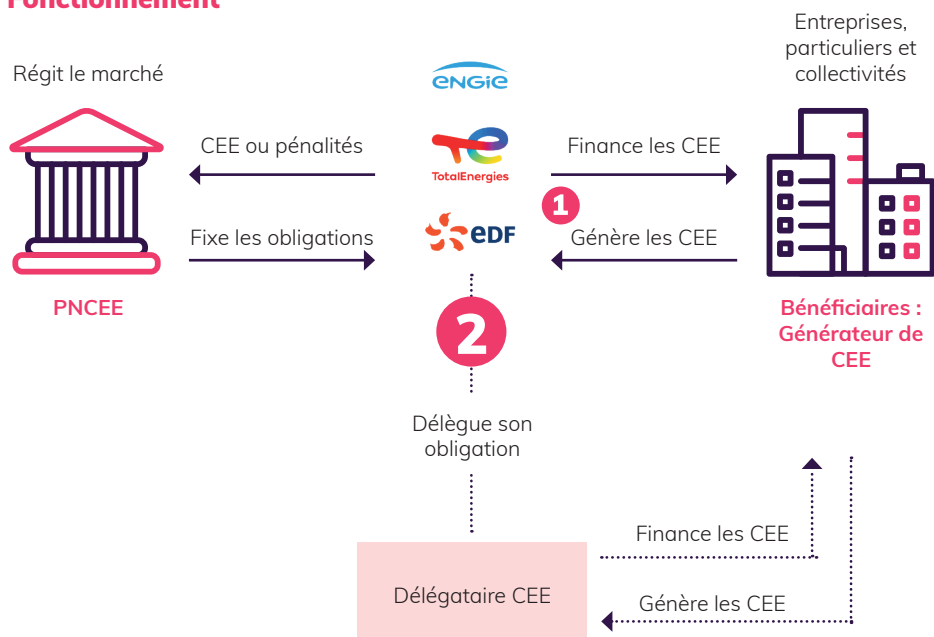 Fonctionnement
Entreprises,
particuliers et
collectivités
Régit le marché
ENGIE
CEE ou pénalités
TotalEnergies
Finance les CEE
1
Fixe les obligations
eDF
Génère les CEE
PNCEE
Bénéficiaires :
Générateur de
CEE
2
Délègue son
obligation
Finance les CEE
Délégataire CEE
Génère les CEE